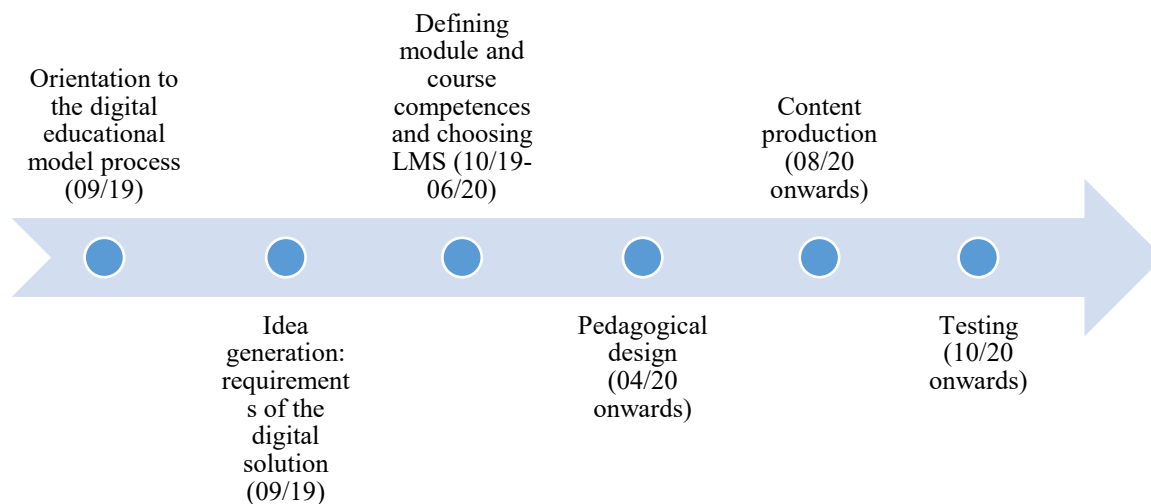 Orientation to
the digital
educational
model process
(09/19)
Idea
generation:
requirement
s of the
digital
solution
(09/19)
Defining
module and
course
competences
and choosing
LMS (10/19-
06/20)
Pedagogical
design
(04/20
onwards)
Content
production
(08/20
onwards)
Testing
(10/20
onwards)